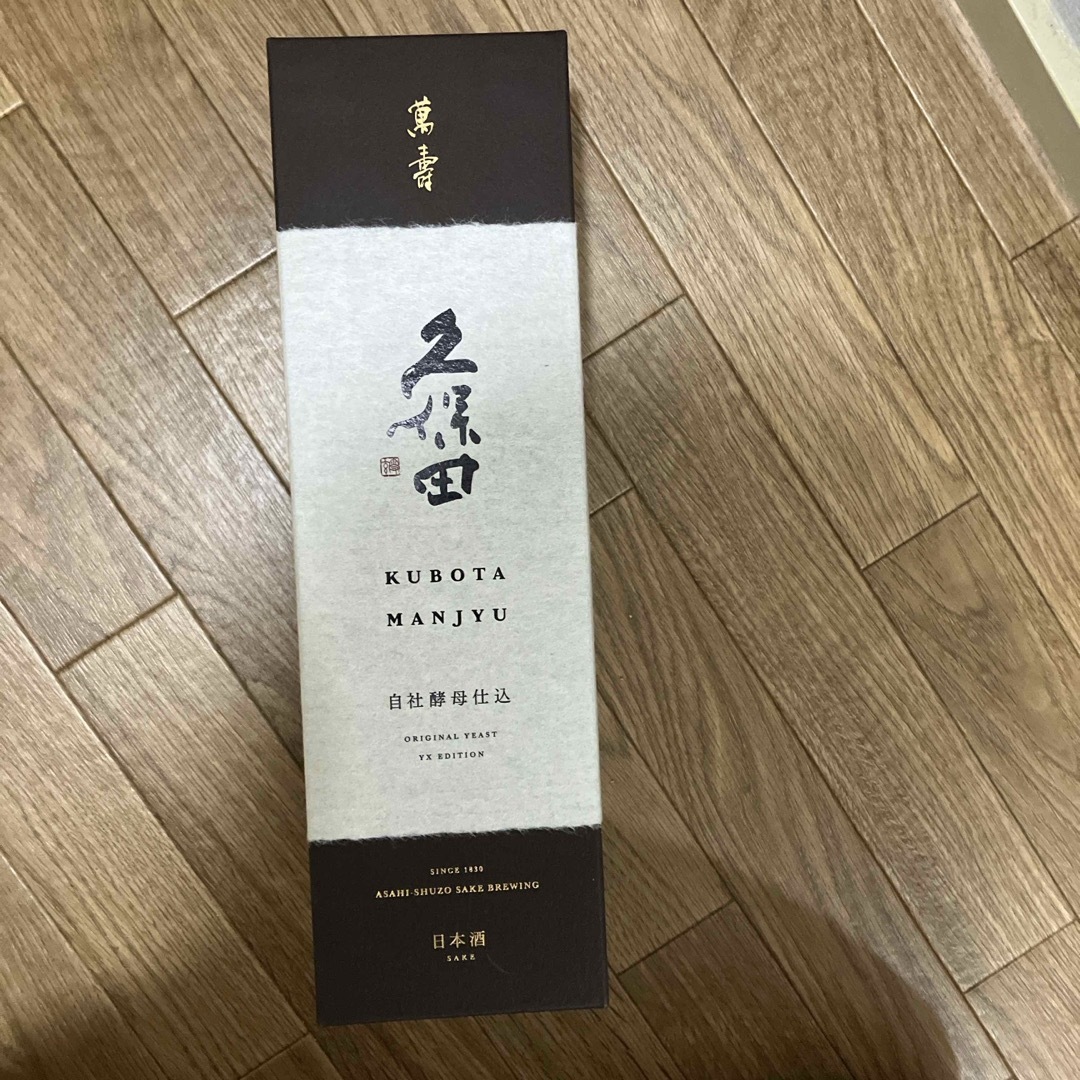 萬壽
久保田
KUBOTA
MANJYU
自社酵母仕込
ORIGINAL YEAST
YX EDITION
SINCE 1830
ASAHI-SHUZO SAKE BREWING
日本酒
SAKE